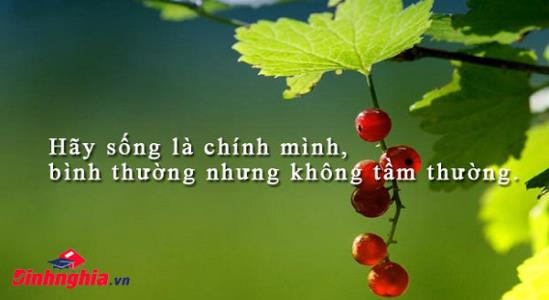 Hãy sống là chính mình,
bình thường nhưng không tầm thường.
Dinhnghia.vn